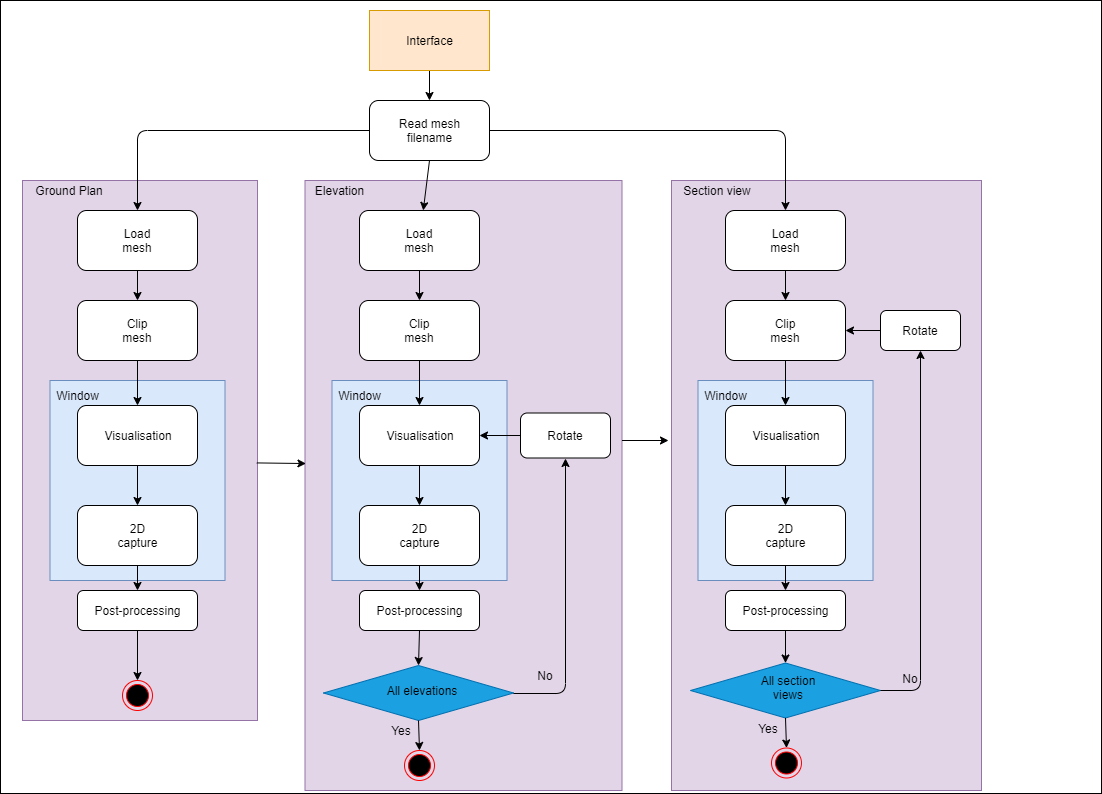 Interface
Read mesh
filename
Ground Plan
Load
mesh
Clip
mesh
Window
Visualisation
2D
capture
Post-processing
Elevation
Load
mesh
Clip
mesh
Window
Visualisation
Rotate
2D
capture
Post-processing
All elevations
No
Yes
Section view
Load
mesh
Clip
mesh
Rotate
Window
Visualisation
2D
capture
Post-processing
All section
views
No
Yes